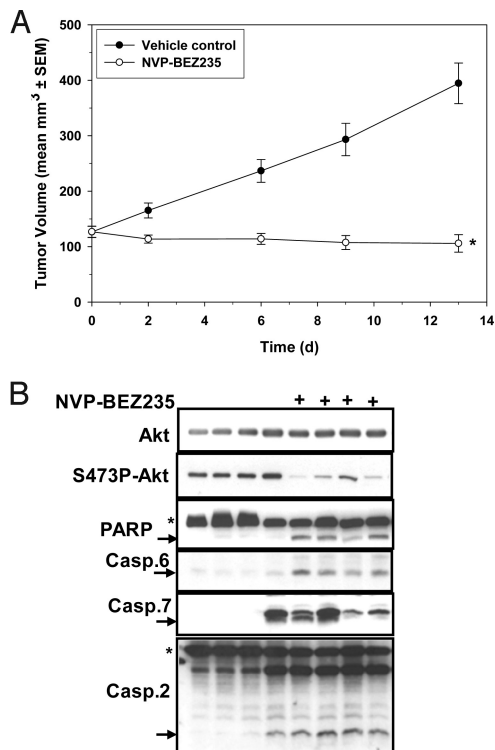 A
500
400
300
200
100
0
Tumor Volume (mean mm³ ± SEM)
Vehicle control
NVP-BEZ235
*
0 2 4 6 8 10 12 14
Time (d)
B
NVP-BEZ235 + + + +
Akt
S473P-Akt
*
PARP
Casp.6
Casp.7
*
Casp.2